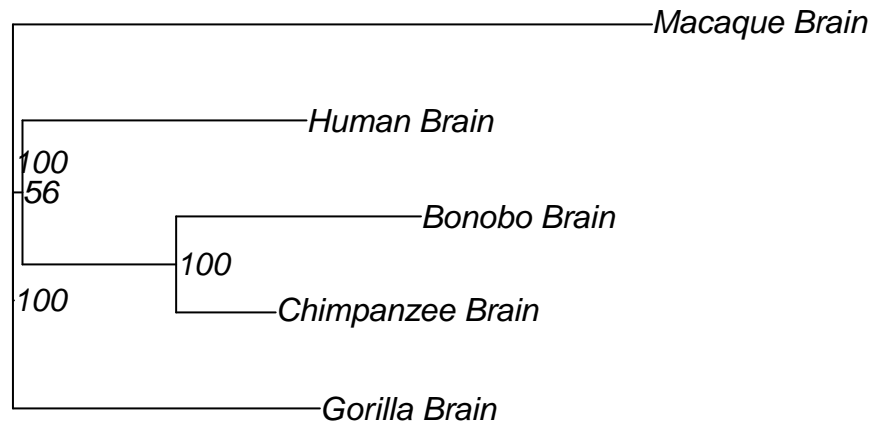 Macaque Brain
Human Brain
100
56
Bonobo Brain
100
100
Chimpanzee Brain
Gorilla Brain